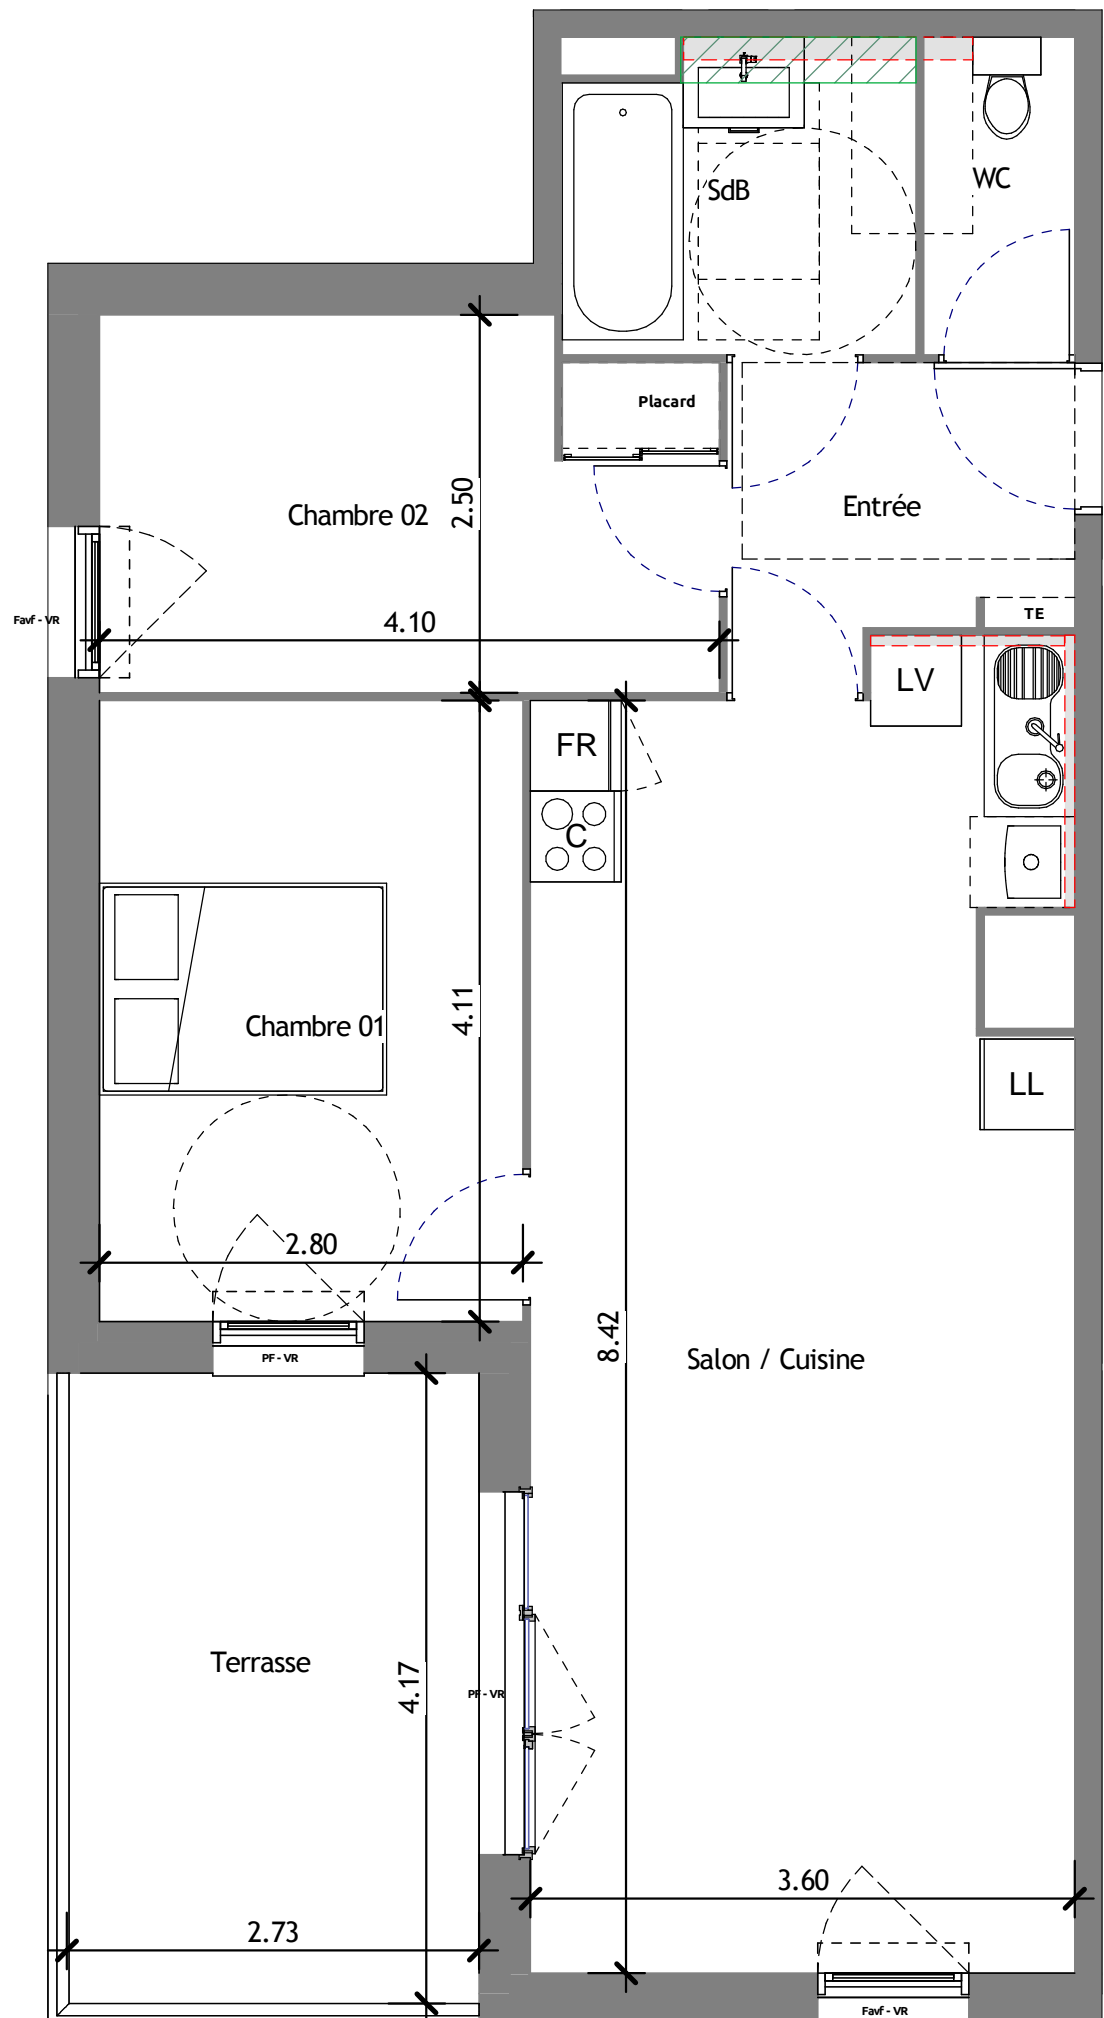 SdB
WC
Placard
Chambre 02
2.50
Entrée
Favf - VR
4.10
TE
LV
FR
C
Chambre 01
4.11
LL
2.80
8.42
PF - VR
Salon / Cuisine
Terrasse
4.17
PF - VR
3.60
2.73
Favf - VR